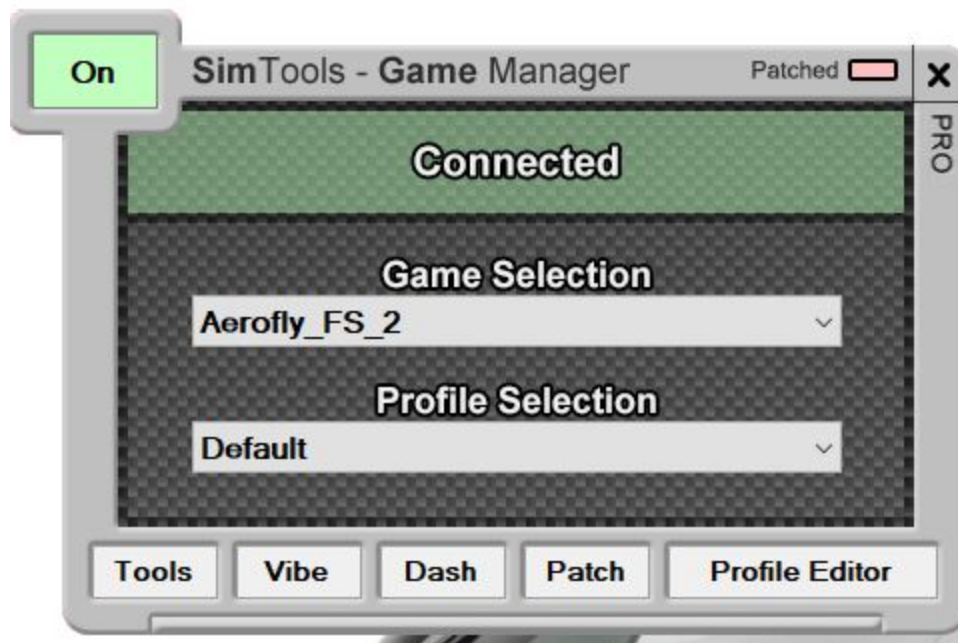 On
SimTools - Game Manager
Patched
X
PRO
Connected
Game Selection
Aerofly_FS_2
Profile Selection
Default
Tools
Vibe
Dash
Patch
Profile Editor